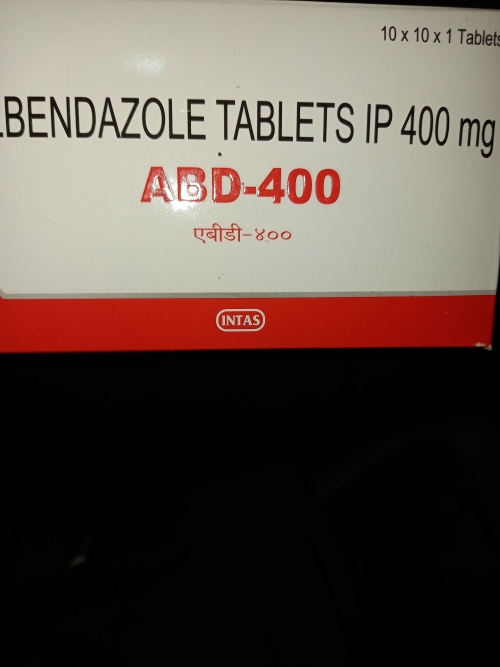 10 x 10 x 1 Tablets
LBENDAZOLE TABLETS IP 400 mg
ABD-400
एबीडी-४००
INTAS